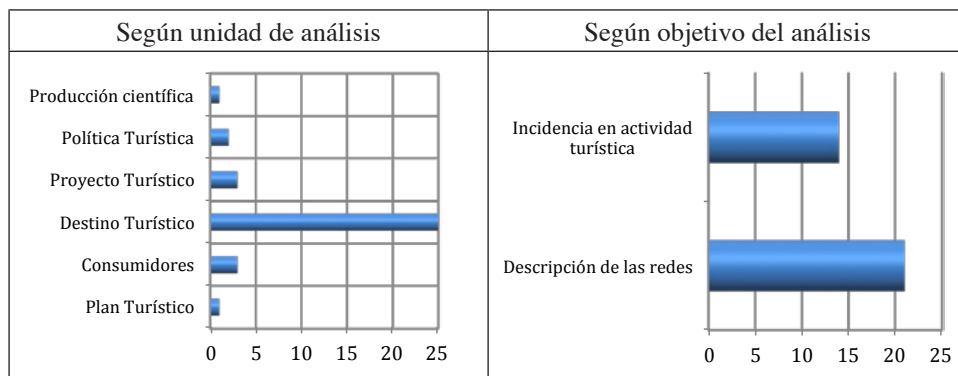 Según unidad de análisis
Producción científica
Política Turística
Proyecto Turístico
Destino Turístico
Consumidores
Plan Turístico
0 5 10 15 20 25
Según objetivo del análisis
Incidencia en actividad
turística
Descripción de las redes
0 5 10 15 20 25